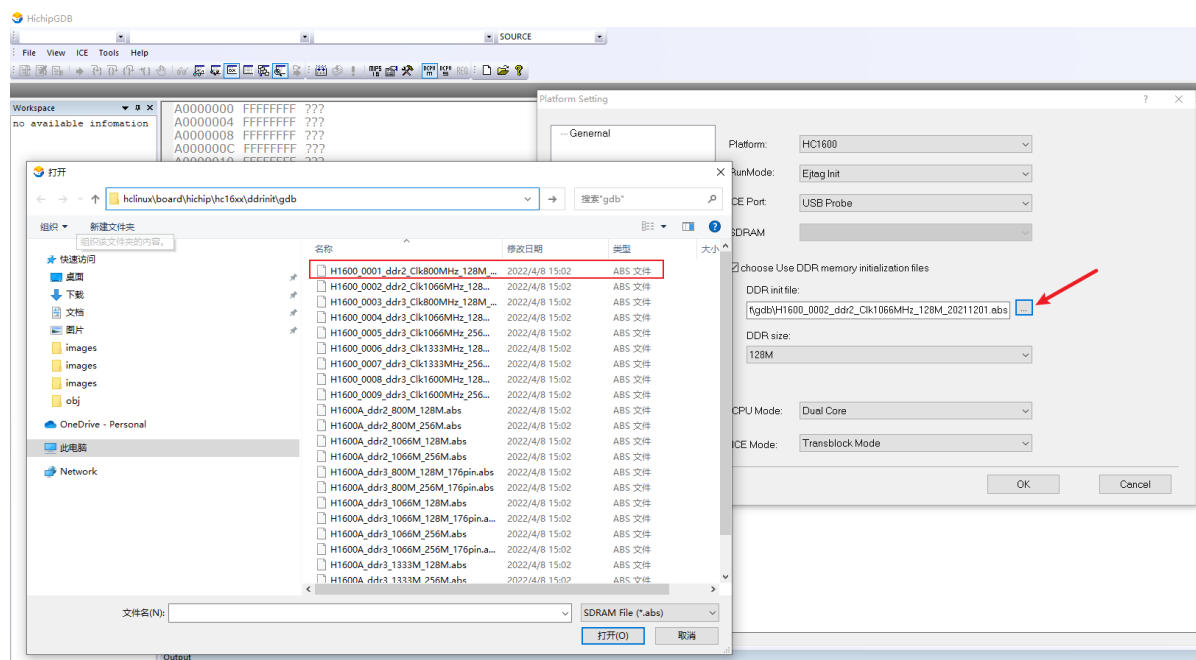 HichipGDB
SOURCE
File View ICE Tools Help
Workspace
no available infomation
A0000000 FFFFFFFF ???
A0000004 FFFFFFFF ???
A0000008 FFFFFFFF ???
A000000C FFFFFFFF ???
A0000010 FFFFFFFF ???
Platform Setting
Genernal
Platform: HC1600
RunMode: Ejtag Init
ICE Port: USB Probe
SDRAM
choose Use DDR memory initialization files
DDR init file:
f\gdb\H1600_0002_ddr2_Clk1066MHz_128M_20211201.abs ...
DDR size:
128M
CPU Mode: Dual Core
ICE Mode: Transblock Mode
OK Cancel
打开
hclinux\board\hichip\hc16xx\ddrinit\gdb
搜索"gdb"
组织 新建文件夹
组织该文件夹的内容。
快速访问
桌面
下载
文档
图片
images
images
images
obj
OneDrive - Personal
此电脑
Network
名称 修改日期 类型 大小
H1600_0001_ddr2_Clk800MHz_128M_... 2022/4/8 15:02 ABS 文件
H1600_0002_ddr2_Clk1066MHz_128... 2022/4/8 15:02 ABS 文件
H1600_0003_ddr3_Clk800MHz_128M_... 2022/4/8 15:02 ABS 文件
H1600_0004_ddr3_Clk1066MHz_128... 2022/4/8 15:02 ABS 文件
H1600_0005_ddr3_Clk1066MHz_256... 2022/4/8 15:02 ABS 文件
H1600_0006_ddr3_Clk1333MHz_128... 2022/4/8 15:02 ABS 文件
H1600_0007_ddr3_Clk1333MHz_256... 2022/4/8 15:02 ABS 文件
H1600_0008_ddr3_Clk1600MHz_128... 2022/4/8 15:02 ABS 文件
H1600_0009_ddr3_Clk1600MHz_256... 2022/4/8 15:02 ABS 文件
H1600A_ddr2_800M_128M.abs 2022/4/8 15:02 ABS 文件
H1600A_ddr2_800M_256M.abs 2022/4/8 15:02 ABS 文件
H1600A_ddr2_1066M_128M.abs 2022/4/8 15:02 ABS 文件
H1600A_ddr2_1066M_256M.abs 2022/4/8 15:02 ABS 文件
H1600A_ddr3_800M_128M_176pin.abs 2022/4/8 15:02 ABS 文件
H1600A_ddr3_800M_256M_176pin.abs 2022/4/8 15:02 ABS 文件
H1600A_ddr3_1066M_128M.abs 2022/4/8 15:02 ABS 文件
H1600A_ddr3_1066M_128M_176pin.a... 2022/4/8 15:02 ABS 文件
H1600A_ddr3_1066M_256M.abs 2022/4/8 15:02 ABS 文件
H1600A_ddr3_1066M_256M_176pin.a... 2022/4/8 15:02 ABS 文件
H1600A_ddr3_1333M_128M.abs 2022/4/8 15:02 ABS 文件
H1600A_ddr3_1333M_256M.abs 2022/4/8 15:02 ABS 文件
文件名(N): SDRAM File (*.abs)
打开(O) 取消
Output